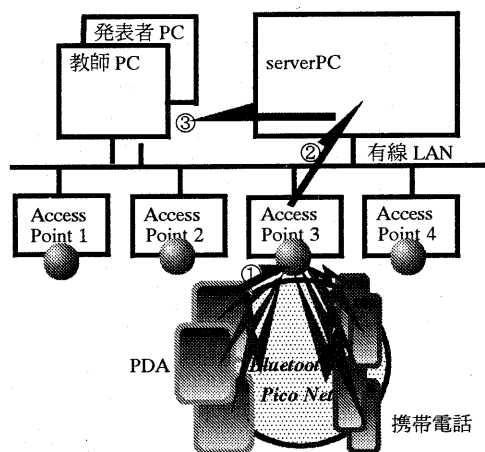 発表者 PC
教師 PC
serverPC
③
②
有線 LAN
Access
Point 1
Access
Point 2
Access
Point 3
Access
Point 4
①
PDA
Bluetooth
Pico Net
携帯電話